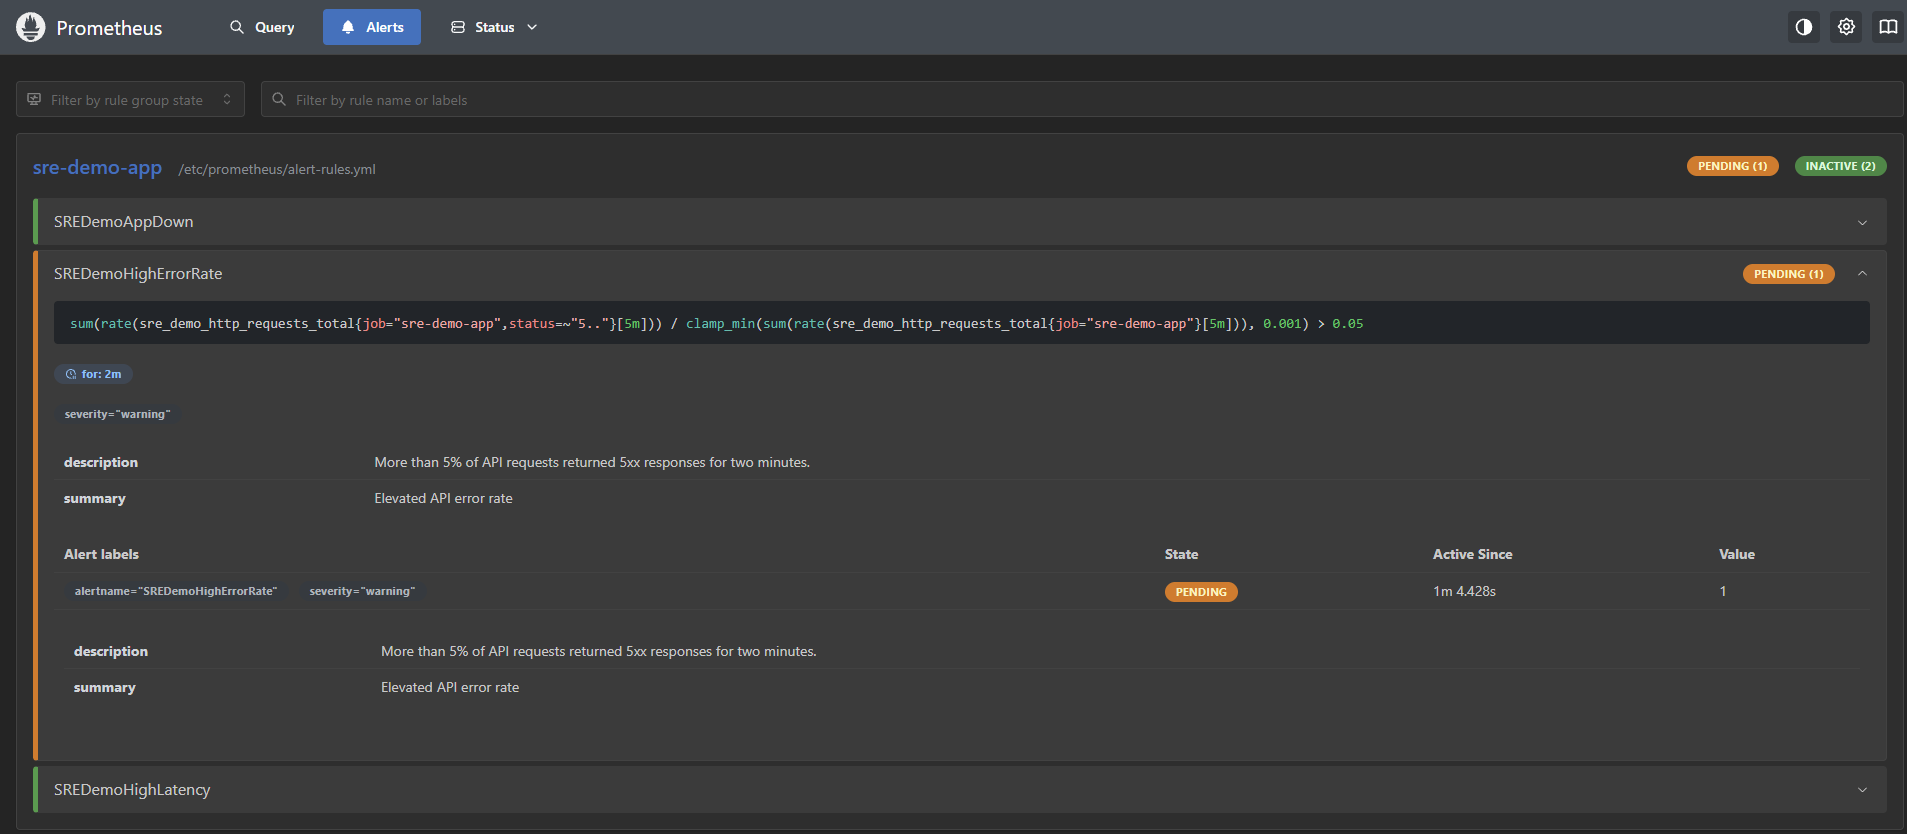 Prometheus
Query
Alerts
Status
Filter by rule group state
Filter by rule name or labels
sre-demo-app /etc/prometheus/alert-rules.yml PENDING (1) INACTIVE (2)
SREDemoAppDown
SREDemoHighErrorRate PENDING (1)
sum(rate(sre_demo_http_requests_total{job="sre-demo-app",status=~"5.."}[5m])) / clamp_min(sum(rate(sre_demo_http_requests_total{job="sre-demo-app"}[5m])), 0.001) > 0.05
for: 2m
severity="warning"
description More than 5% of API requests returned 5xx responses for two minutes.
summary Elevated API error rate
Alert labels State Active Since Value
alertname="SREDemoHighErrorRate" severity="warning" PENDING 1m 4.428s 1
description More than 5% of API requests returned 5xx responses for two minutes.
summary Elevated API error rate
SREDemoHighLatency